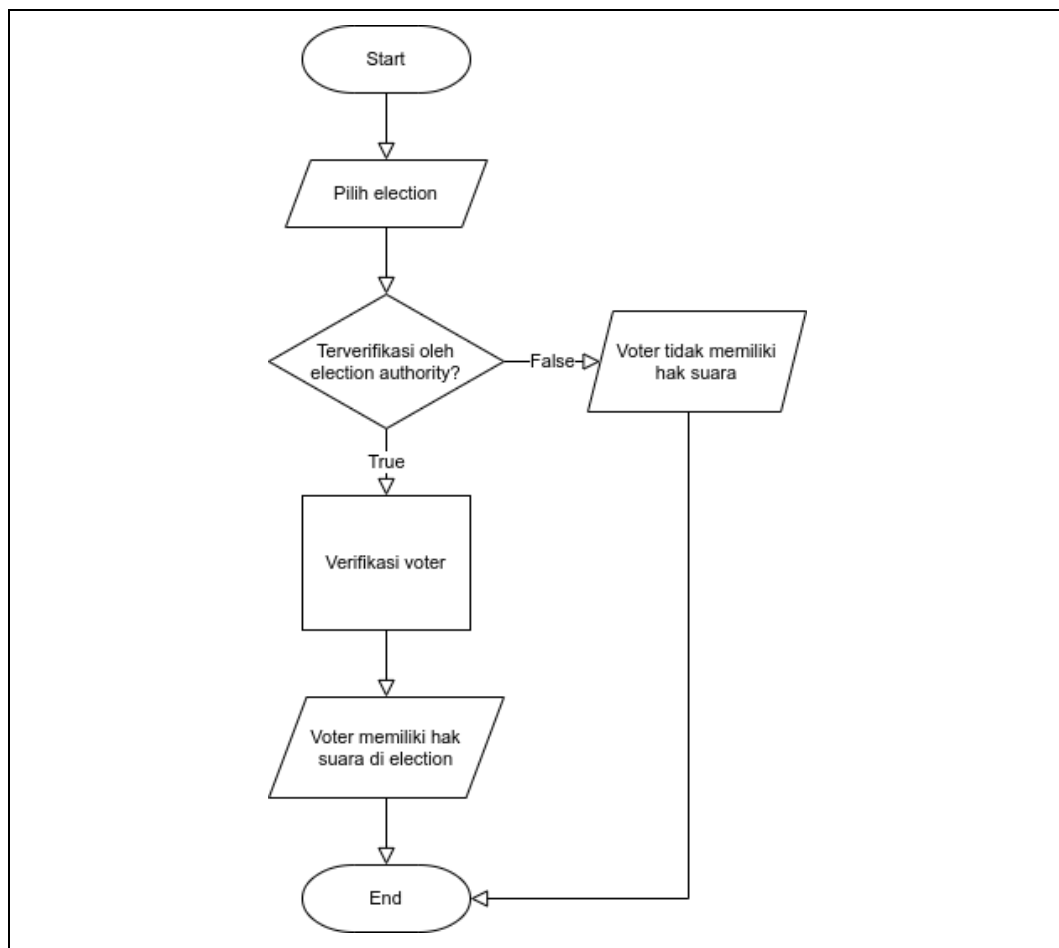 Start
Pilih election
Terverifikasi oleh
election authority?
False
Voter tidak memiliki
hak suara
True
Verifikasi voter
Voter memiliki hak
suara di election
End